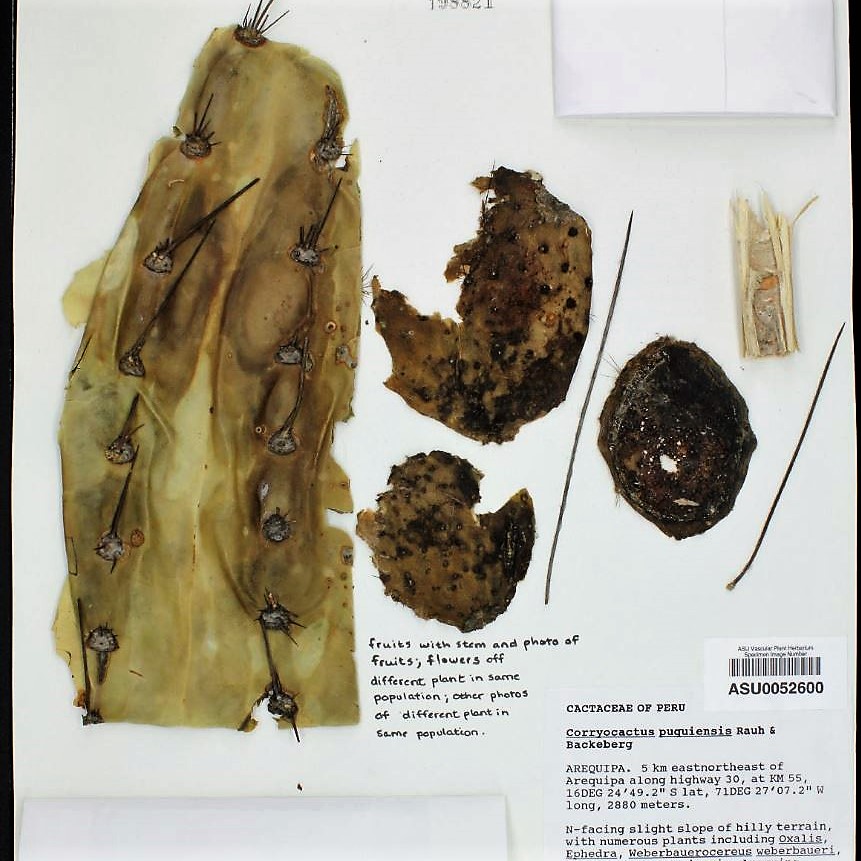 198821
ASU Vascular Plant Herbarium
Specimen Image Number
ASU0052600
fruits with stem and photo of
fruits; flowers off
different plant in same
population; other photos
of different plant in
same population.
CACTACEAE OF PERU
Corryocactus puquiensis Rauh &
Backeberg
AREQUIPA. 5 km eastnortheast of
Arequipa along highway 30, at KM 55,
16DEG 24'49.2" S lat, 71DEG 27'07.2" W
long, 2880 meters.
N-facing slight slope of hilly terrain,
with numerous plants including Oxalis,
Ephedra, Weberbauerocereus weberbaueri,